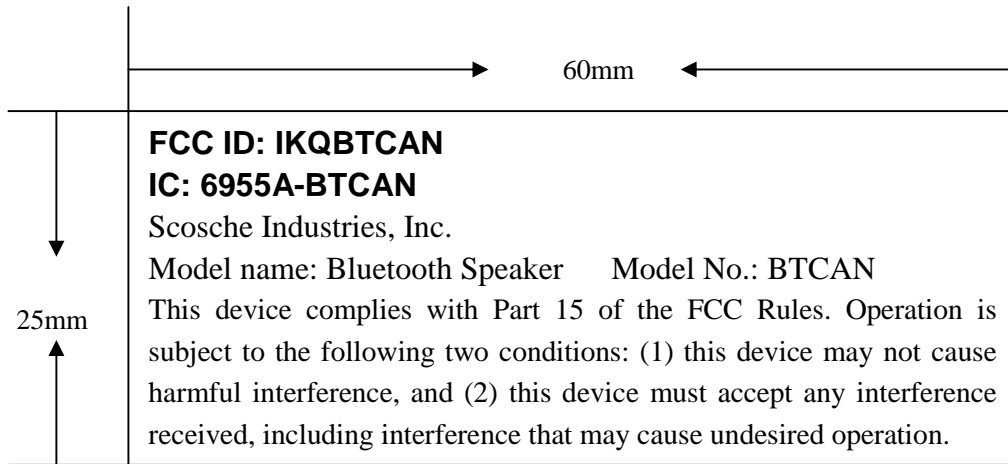 60mm
FCC ID: IKQBTCAN
IC: 6955A-BTCAN
Scosche Industries, Inc.
Model name: Bluetooth Speaker Model No.: BTCAN
25mm
This device complies with Part 15 of the FCC Rules. Operation is
subject to the following two conditions: (1) this device may not cause
harmful interference, and (2) this device must accept any interference
received, including interference that may cause undesired operation.